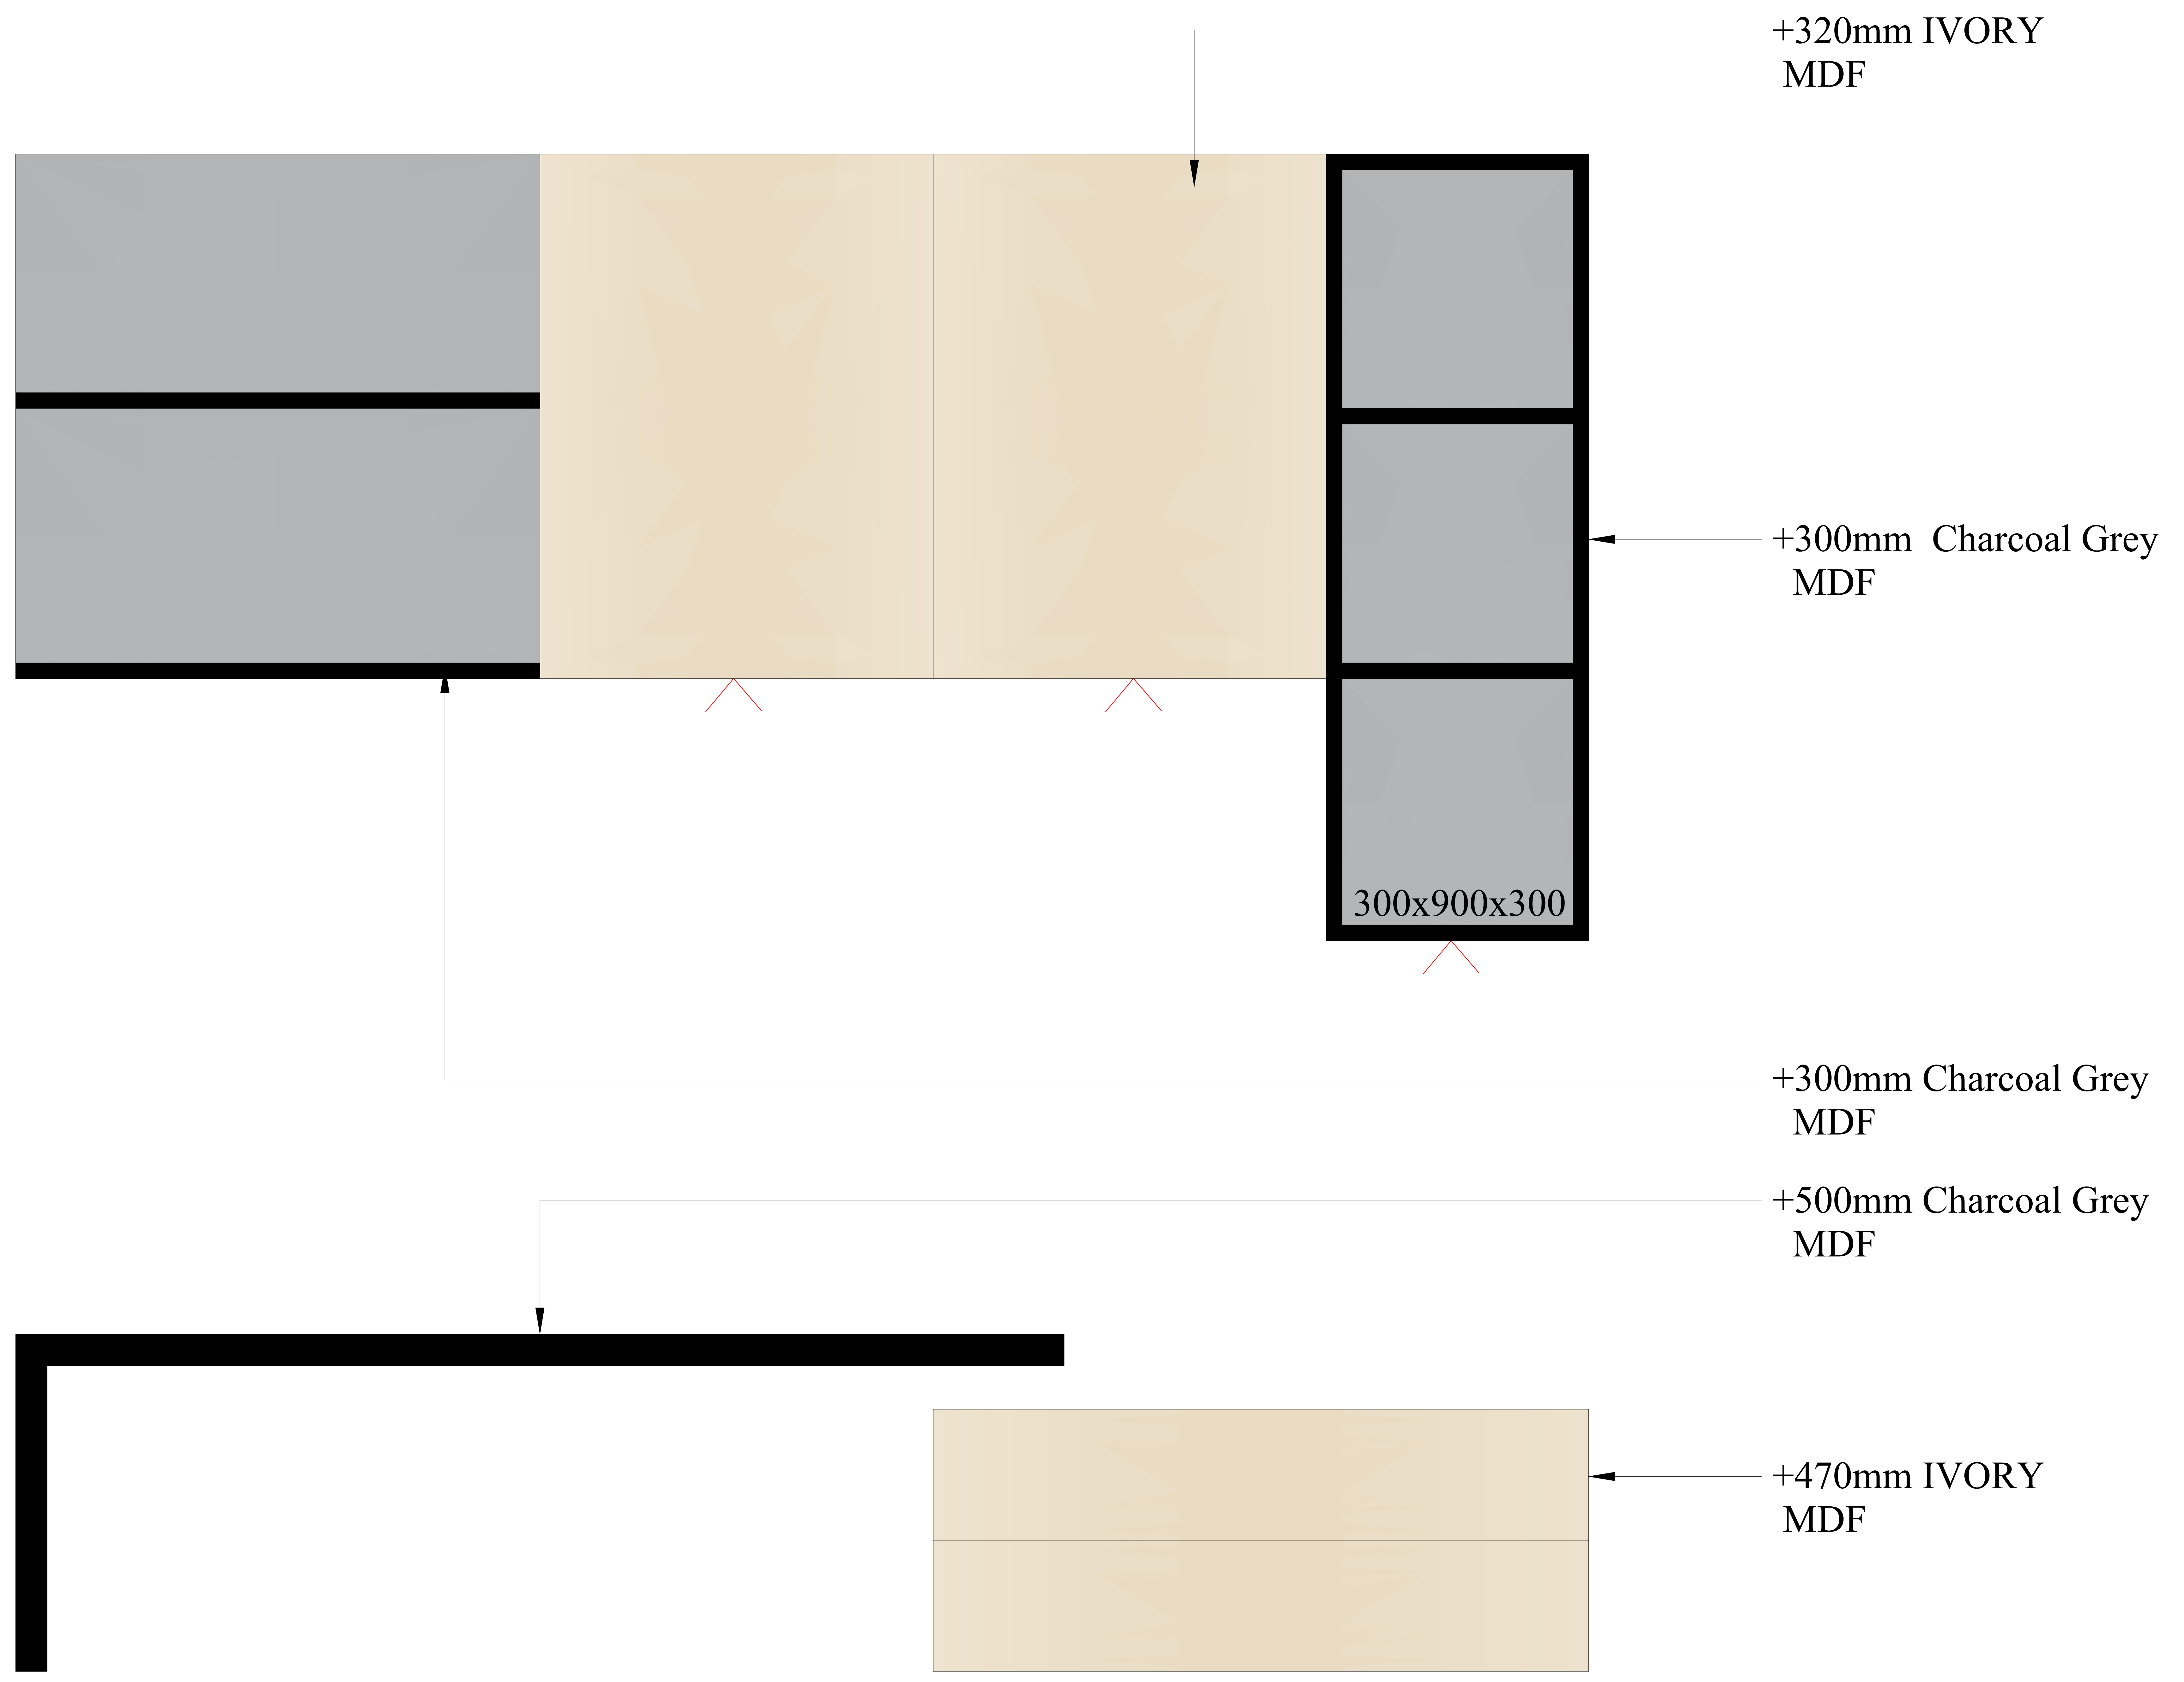 +320mm IVORY
MDF
+300mm  Charcoal Grey
MDF
300x900x300
+300mm Charcoal Grey
MDF
+500mm Charcoal Grey
MDF
+470mm IVORY
MDF